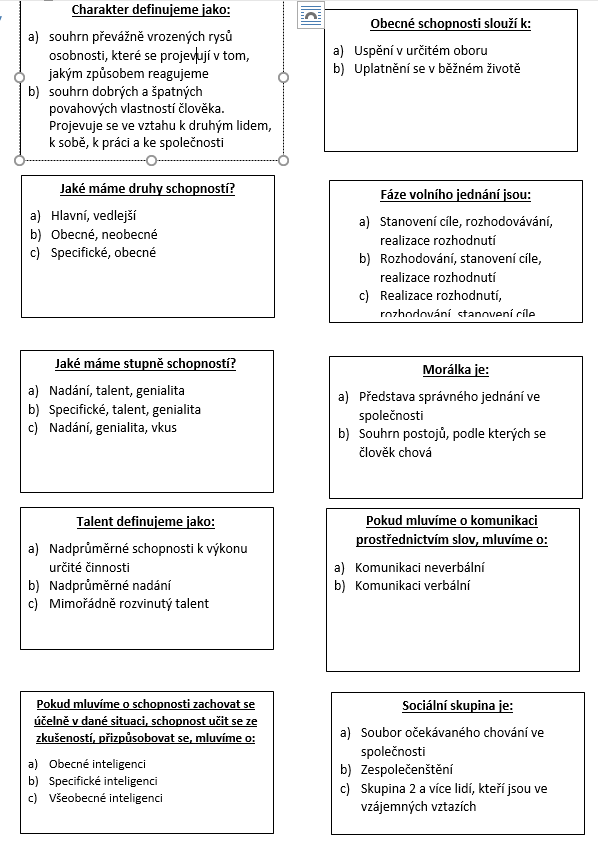 Charakter definujeme jako:
a) souhrn převážně vrozených rysů
osobnosti, které se projevují v tom,
jakým způsobem reagujeme
b) souhrn dobrých a špatných
povahových vlastností člověka.
Projevuje se ve vztahu k druhým lidem,
k sobě, k práci a ke společnosti
Obecné schopnosti slouží k:
a) Uspění v určitém oboru
b) Uplatnění se v běžném životě
Jaké máme druhy schopností?
a) Hlavní, vedlejší
b) Obecné, neobecné
c) Specifické, obecné
Fáze volního jednání jsou:
a) Stanovení cíle, rozhodovávání,
realizace rozhodnutí
b) Rozhodování, stanovení cíle,
realizace rozhodnutí
c) Realizace rozhodnutí,
rozhodování, stanovení cíle
Jaké máme stupně schopností?
a) Nadání, talent, genialita
b) Specifické, talent, genialita
c) Nadání, genialita, vkus
Morálka je:
a) Představa správného jednání ve
společnosti
b) Souhrn postojů, podle kterých se
člověk chová
Talent definujeme jako:
a) Nadprůměrné schopnosti k výkonu
určité činnosti
b) Nadprůměrné nadání
c) Mimořádně rozvinutý talent
Pokud mluvíme o komunikaci
prostřednictvím slov, mluvíme o:
a) Komunikaci neverbální
b) Komunikaci verbální
Pokud mluvíme o schopnosti zachovat se
účelně v dané situaci, schopnost učit se ze
zkušeností, přizpůsobovat se, mluvíme o:
a) Obecné inteligenci
b) Specifické inteligenci
c) Všeobecné inteligenci
Sociální skupina je:
a) Soubor očekávaného chování ve
společnosti
b) Zespolečenštění
c) Skupina 2 a více lidí, kteří jsou ve
vzájemných vztazích